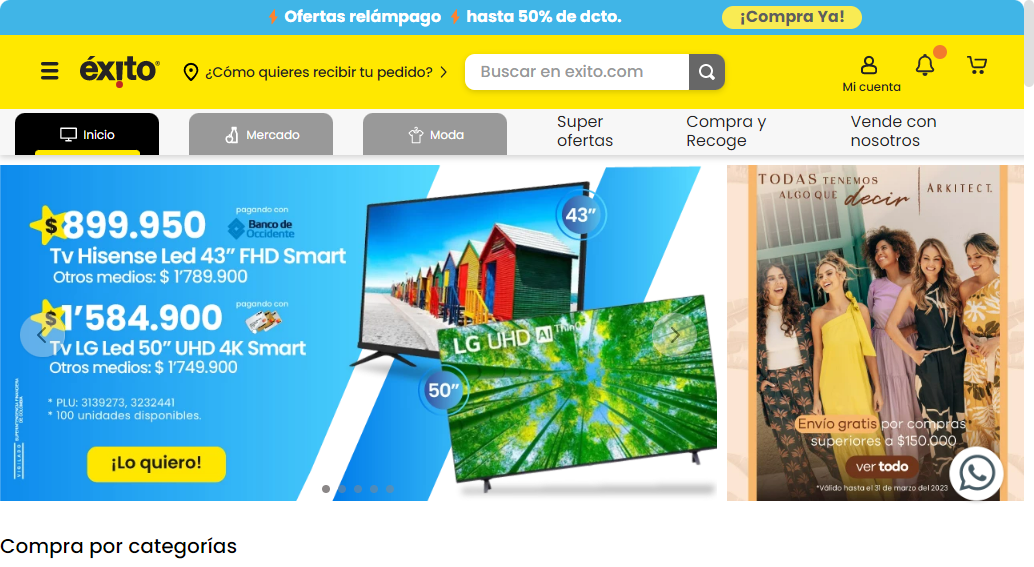 Ofertas relámpago hasta 50% de dcto.
¡Compra Ya!
éxito
¿Cómo quieres recibir tu pedido?
Buscar en exito.com
Mi cuenta
Inicio
Mercado
Moda
Super
ofertas
Compra y
Recoge
Vende con
nosotros
pagando con
$899.950
Banco de
Occidente
Tv Hisense Led 43” FHD Smart
Otros medios: $ 1’789.900
pagando con
$1’584.900
Tv LG Led 50” UHD 4K Smart
Otros medios: $ 1’749.900
* PLU: 3139273, 3232441
* 100 unidades disponibles.
¡Lo quiero!
VIGILADO SUPERINTENDENCIA FINANCIERA
DE COLOMBIA
43”
LG UHD AI ThinQ
50”
TODAS TENEMOS
ALGO QUE decir
ARKITECT.
Envío gratis por compras
superiores a $150.000
ver todo
*Válido hasta el 31 de marzo del 2023
Compra por categorías